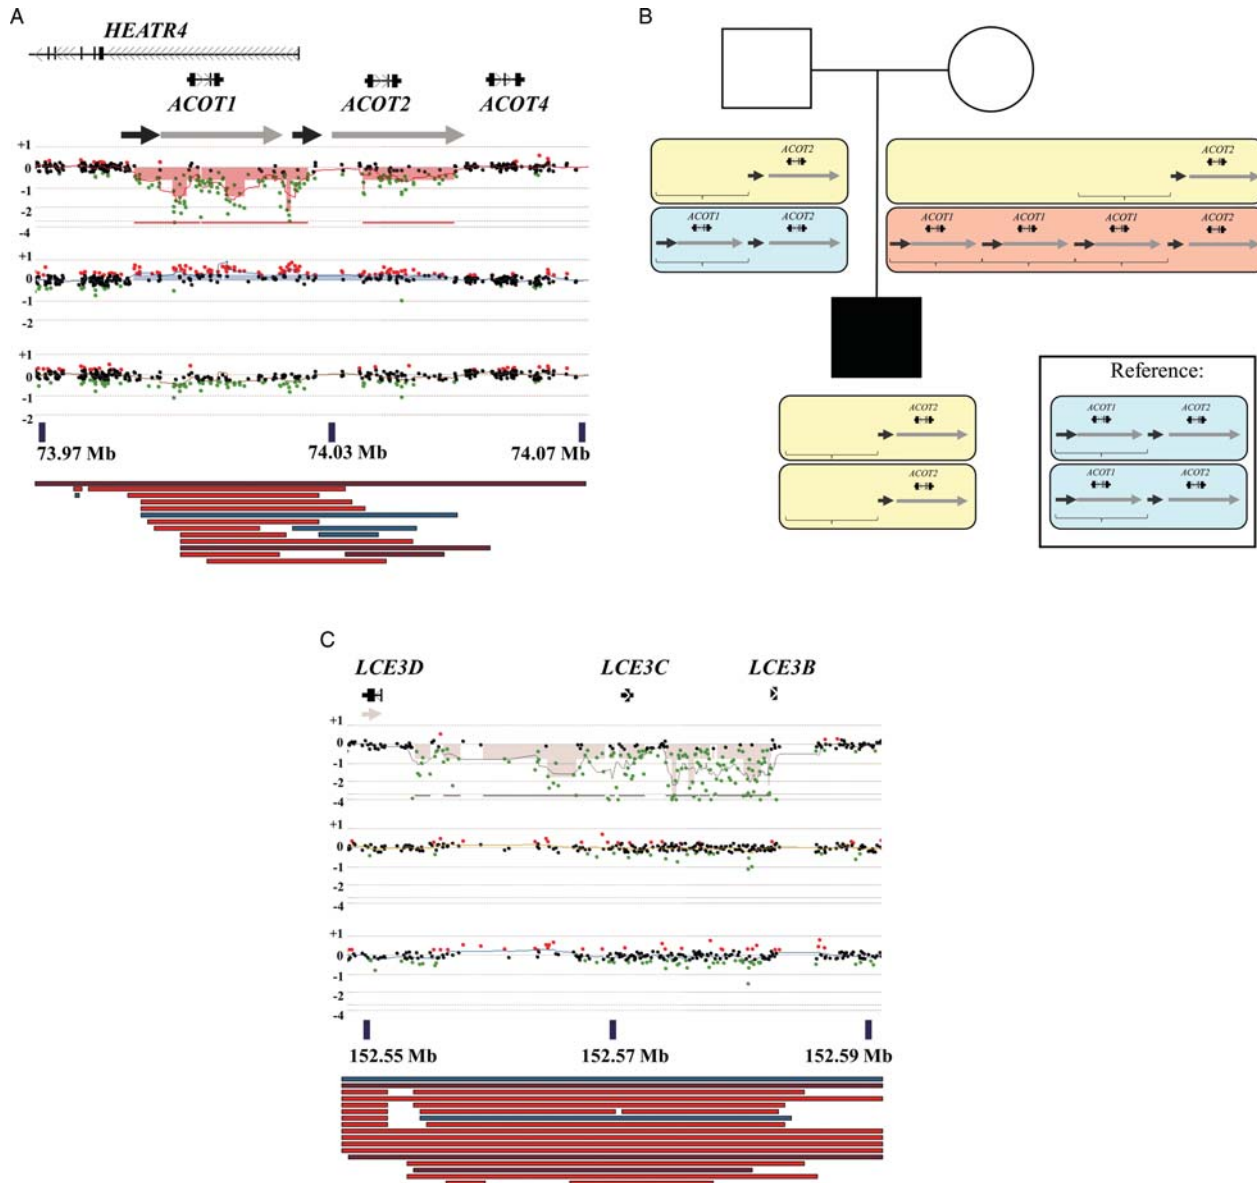 A
HEATR4
ACOT1 ACOT2 ACOT4
+1
0
-1
-2
-4
+1
0
-1
-2
+1
0
-1
-2
73.97 Mb 74.03 Mb 74.07 Mb
B
ACOT2 ACOT2
ACOT1 ACOT2 ACOT1 ACOT1 ACOT1 ACOT2
ACOT2
ACOT2
Reference:
ACOT1 ACOT2
ACOT1 ACOT2
C
LCE3D LCE3C LCE3B
+1
0
-1
-2
-4
+1
0
-1
-2
-4
+1
0
-1
-2
-4
152.55 Mb 152.57 Mb 152.59 Mb